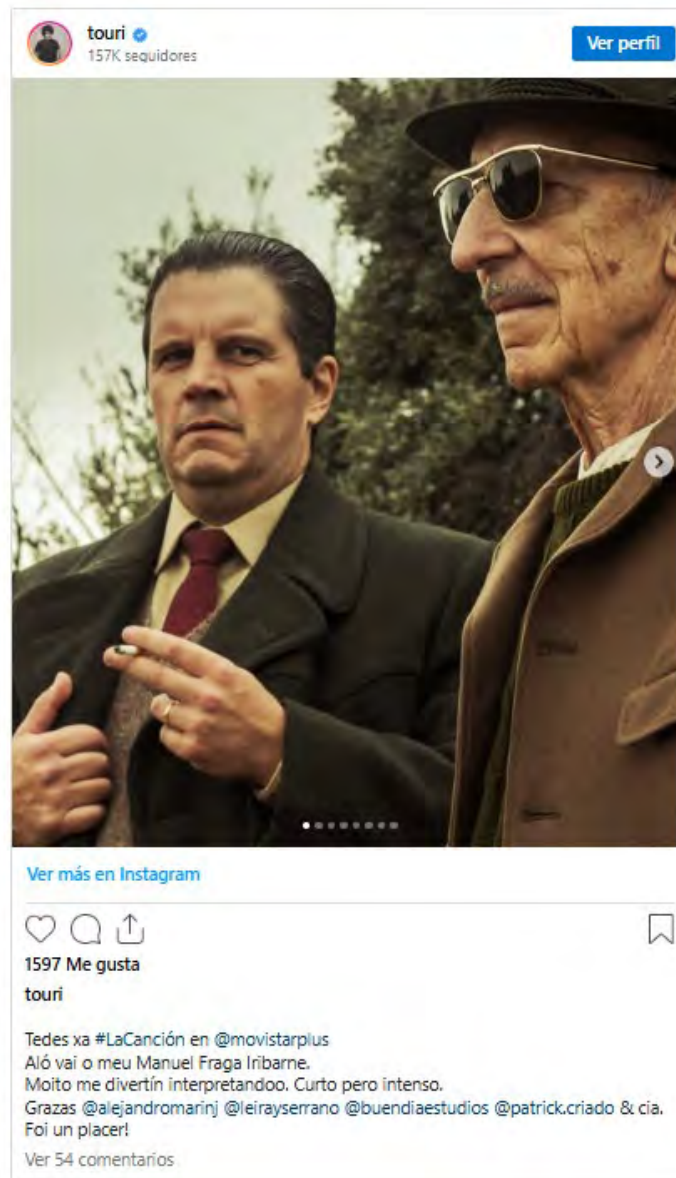 touri
157K seguidores
Ver perfil
Ver más en Instagram
1597 Me gusta
touri
Tedes xa #LaCanción en @movistarplus
Aló vai o meu Manuel Fraga Iribarne.
Moito me divertín interpretandoo. Curto pero intenso.
Grazas @alejandromarinj @leirayserrano @buendiaestudios @patrick.criado & cia.
Foi un placer!
Ver 54 comentarios